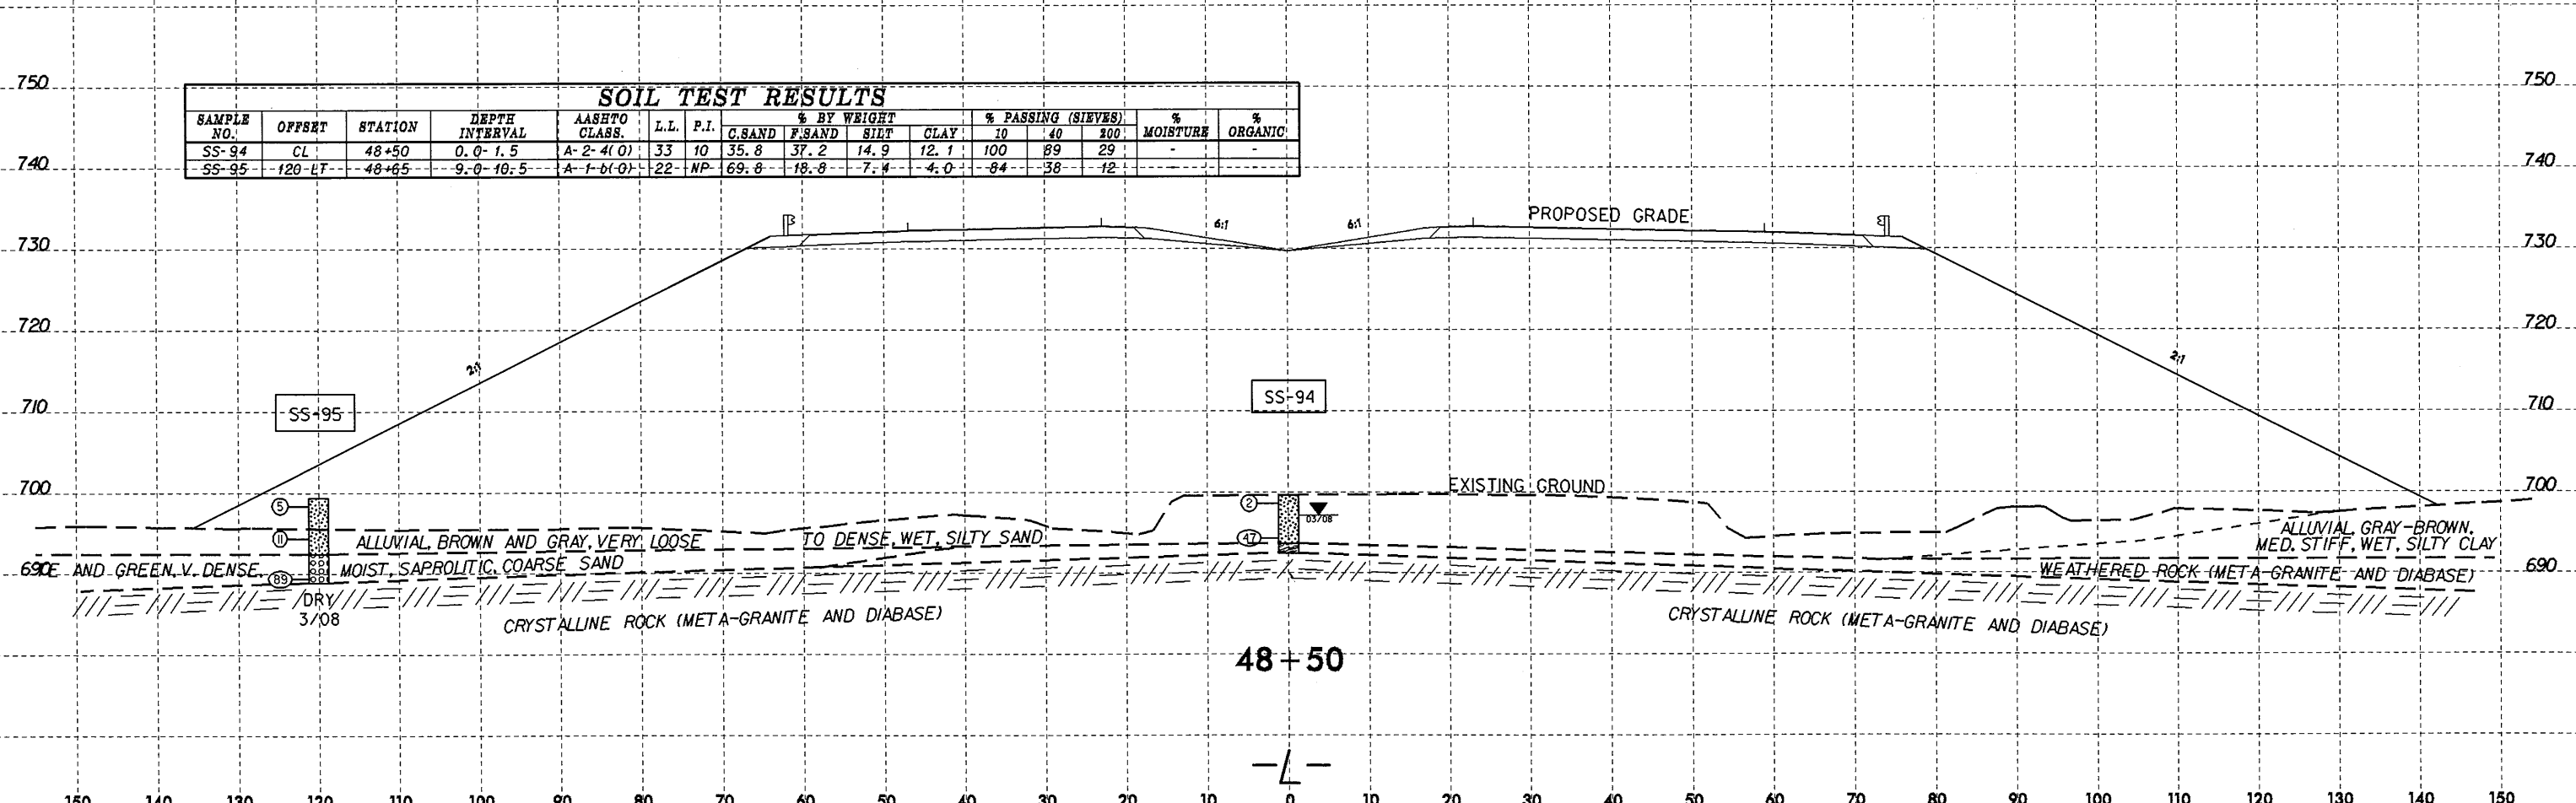 750 750
SOIL TEST RESULTS
SAMPLE NO. OFFSET STATION DEPTH INTERVAL AASHTO CLASS. L.L. P.I. % BY WEIGHT % PASSING (SIEVES) % MOISTURE % ORGANIC
C.SAND F.SAND SILT CLAY 10 40 200
SS-94 CL 48+50 0.0-1.5 A-2-4(0) 33 10 35.8 37.2 14.9 12.1 100 89 29 - -
740 740
SS-95 120 LT 48+65 9.0-10.5 A-1-b(0) 22 NP 69.8 18.8 7.4 4.0 84 38 12 - -
PROPOSED GRADE
6:1 6:1
730 730
720 720
2:1 2:1
SS-95 SS-94
710 710
700 EXISTING GROUND 700
5 2
03/08
11 47
ALLUVIAL, BROWN AND GRAY, VERY LOOSE TO DENSE, WET, SILTY SAND
ALLUVIAL GRAY-BROWN,
MED. STIFF, WET, SILTY CLAY
690 TE AND GREEN, V. DENSE, MOIST, SAPROLITIC, COARSE SAND
WEATHERED ROCK (META-GRANITE AND DIABASE) 690
89
DRY
3/08
CRYSTALLINE ROCK (META-GRANITE AND DIABASE)
CRYSTALLINE ROCK (META-GRANITE AND DIABASE)
48+50
-L-
150 140 130 120 110 100 90 80 70 60 50 40 30 20 10 0 10 20 30 40 50 60 70 80 90 100 110 120 130 140 150